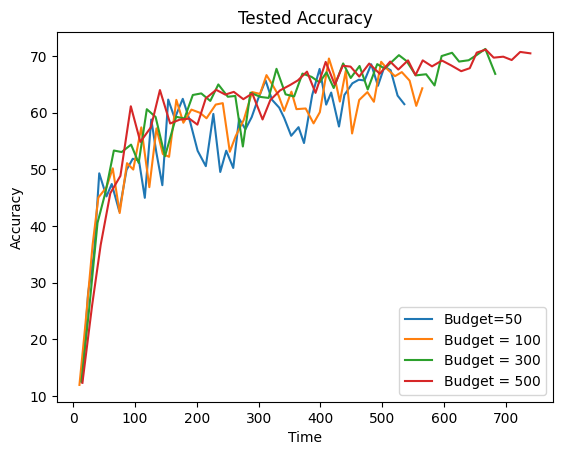 Tested Accuracy
Accuracy
70
60
50
40
30
20
10
0 100 200 300 400 500 600 700
Time
Budget=50
Budget = 100
Budget = 300
Budget = 500